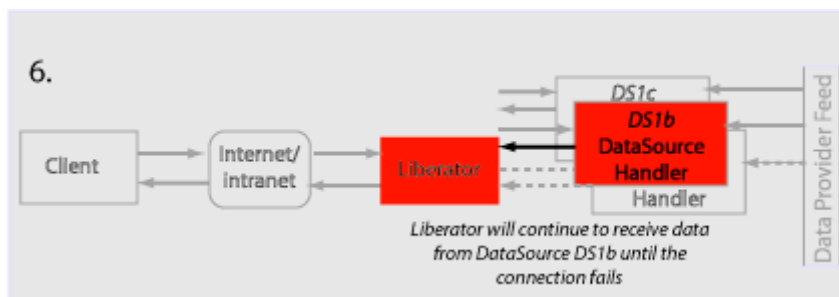 6.
DS1c
DS1b
DataSource
Handler
Handler
Client
Internet/
intranet
Liberator
Data Provider Feed
Liberator will continue to receive data
from DataSource DS1b until the
connection fails